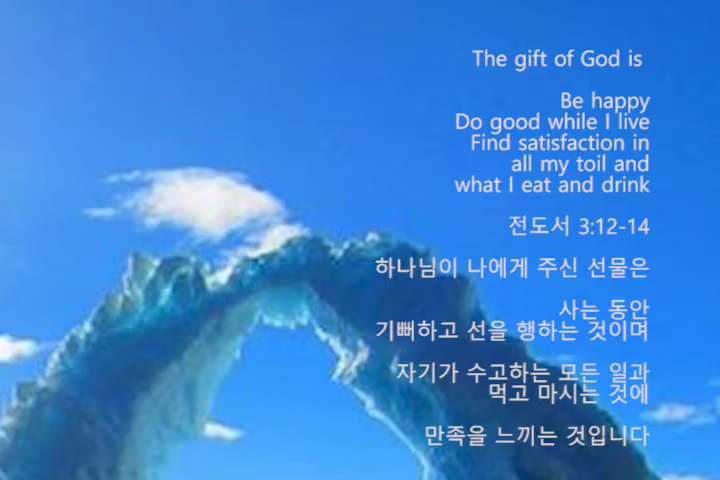 The gift of God is
Be happy
Do good while I live
Find satisfaction in
all my toil and
what I eat and drink
전도서 3:12-14
하나님이 나에게 주신 선물은
사는 동안
기뻐하고 선을 행하는 것이며
자기가 수고하는 모든 일과
먹고 마시는 것에
만족을 느끼는 것입니다